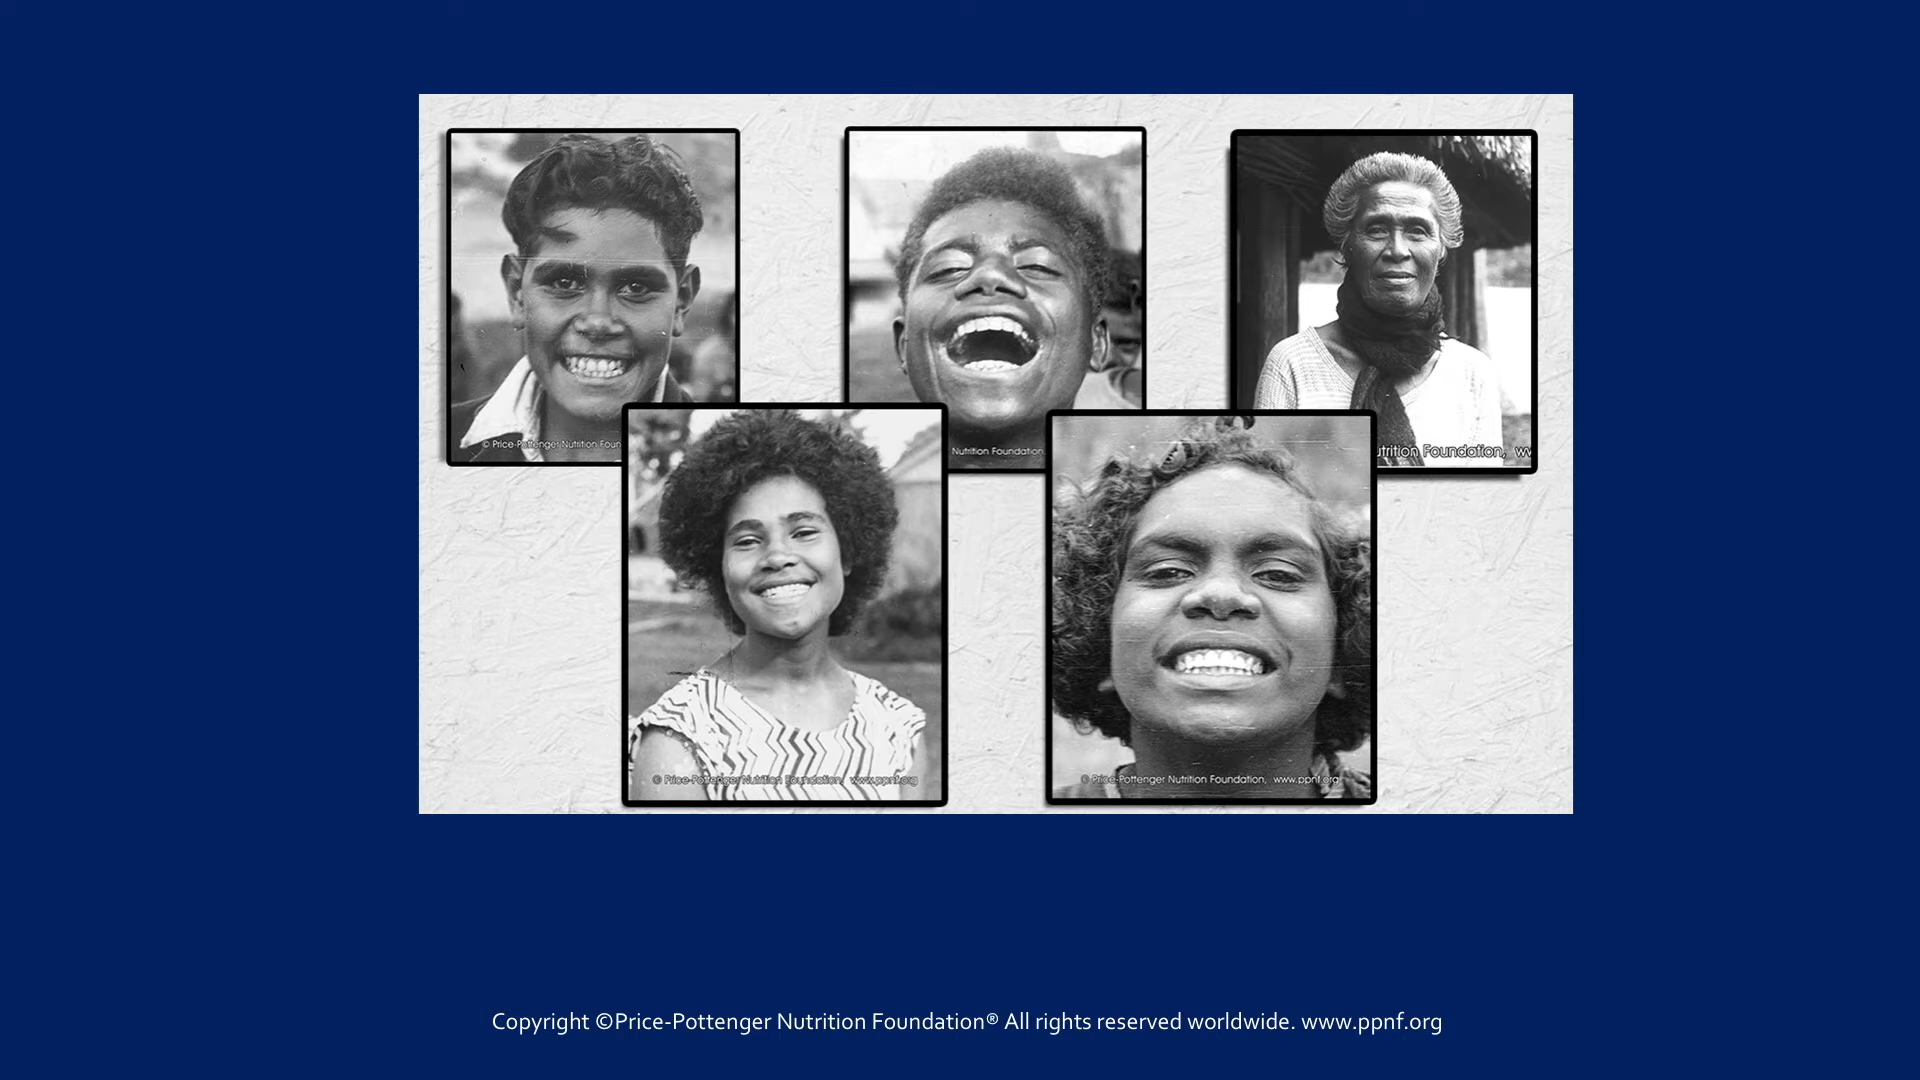 © Price-Pottenger Nutrition Foun
Nutrition Foundation,
utrition Foundation, ww
© Price-Pottenger Nutrition Foundation, www.ppnf.org
© Price-Pottenger Nutrition Foundation, www.ppnf.org
Copyright ©Price-Pottenger Nutrition Foundation® All rights reserved worldwide. www.ppnf.org